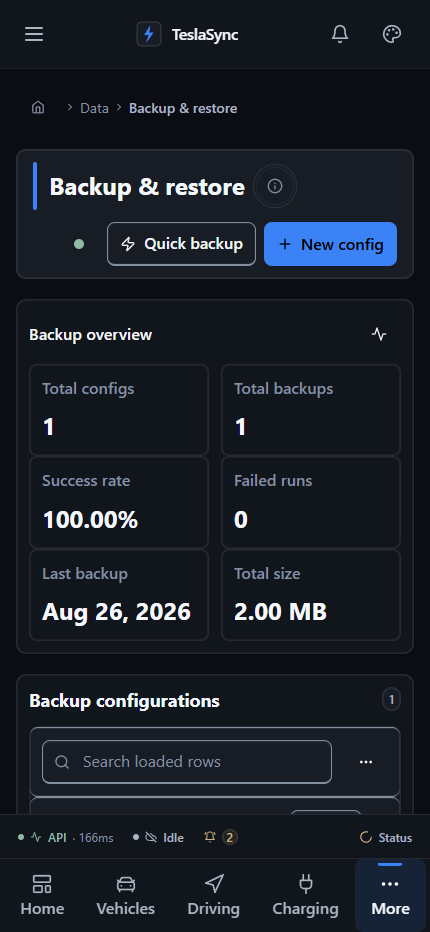 TeslaSync
Data
Backup & restore
Backup & restore
Quick backup
New config
Backup overview
Total configs
1
Total backups
1
Success rate
100.00%
Failed runs
0
Last backup
Aug 26, 2026
Total size
2.00 MB
Backup configurations
1
Search loaded rows
API · 166ms
Idle
2
Status
Home
Vehicles
Driving
Charging
More